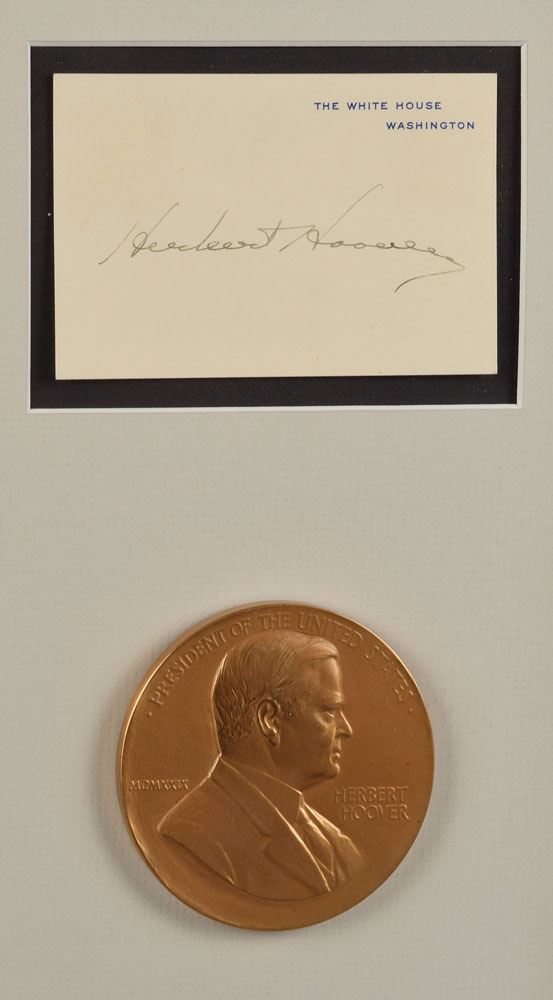 THE WHITE HOUSE
WASHINGTON
Herbert Hoover
· PRESIDENT OF THE UNITED STATES ·
MCMXXIX
HERBERT
HOOVER